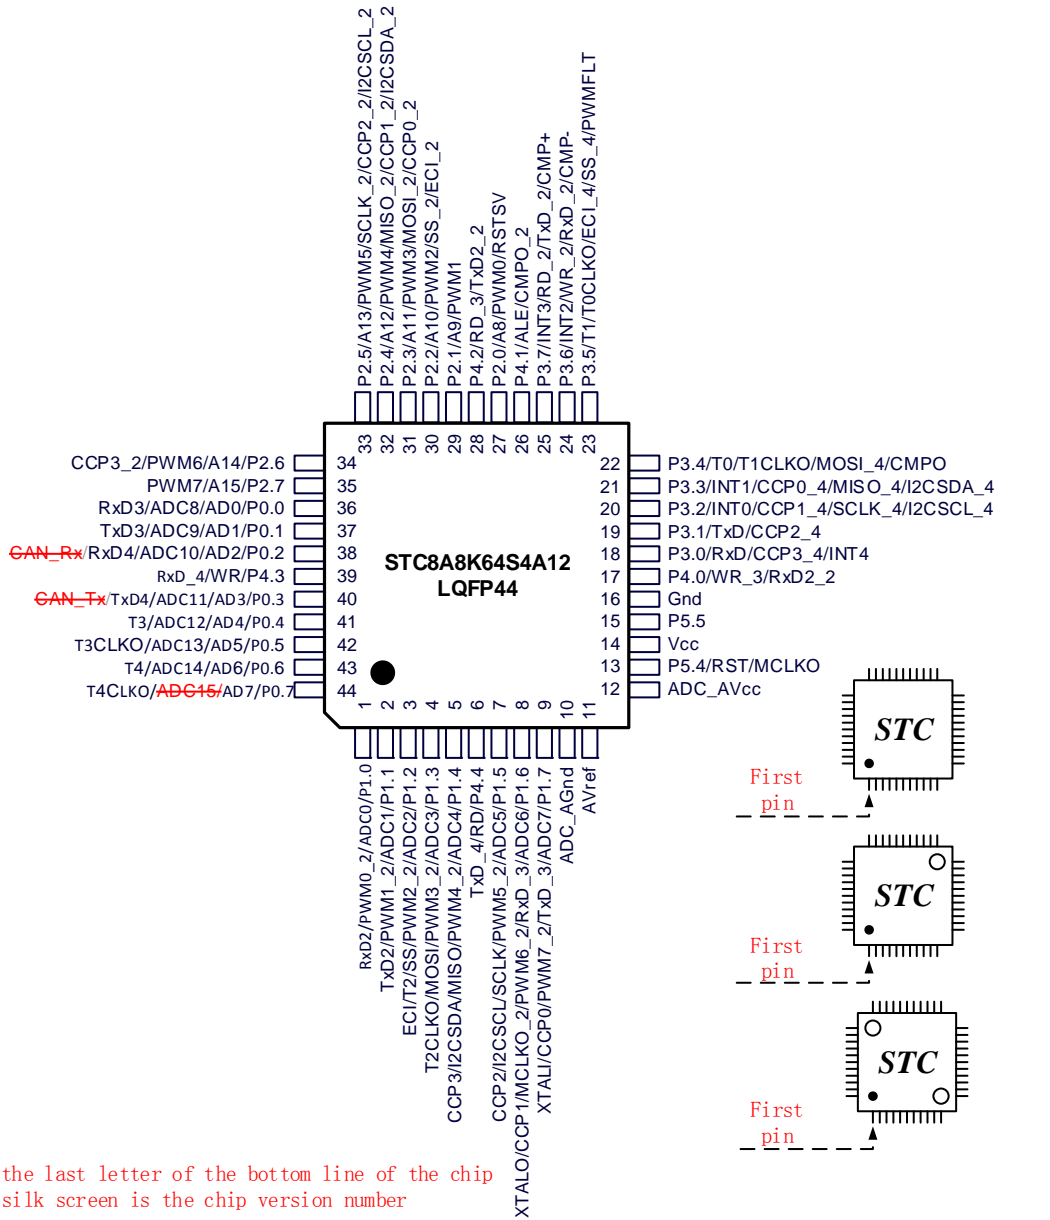 P2.5/A13/PWM5/SCLK_2/CCP2_2/I2CSCL_2
P2.4/A12/PWM4/MISO_2/CCP1_2/I2CSDA_2
P2.3/A11/PWM3/MOSI_2/CCP0_2
P2.2/A10/PWM2/SS_2/ECI_2
P2.1/A9/PWM1
P4.2/RD_3/TxD2_2
P2.0/A8/PWM0/RSTSV
P4.1/ALE/CMPO_2
P3.7/INT3/RD_2/TxD_2/CMP+
P3.6/INT2/WR_2/RxD_2/CMP-
P3.5/T1/T0CLKO/ECI_4/SS_4/PWMFLT
33 32 31 30 29 28 27 26 25 24 23
CCP3_2/PWM6/A14/P2.6 34
PWM7/A15/P2.7 35
RxD3/ADC8/AD0/P0.0 36
TxD3/ADC9/AD1/P0.1 37
CAN_Rx/RxD4/ADC10/AD2/P0.2 38
RxD_4/WR/P4.3 39
CAN_Tx/TxD4/ADC11/AD3/P0.3 40
T3/ADC12/AD4/P0.4 41
T3CLKO/ADC13/AD5/P0.5 42
T4/ADC14/AD6/P0.6 43
T4CLKO/ADC15/AD7/P0.7 44
STC8A8K64S4A12
LQFP44
22 P3.4/T0/T1CLKO/MOSI_4/CMPO
21 P3.3/INT1/CCP0_4/MISO_4/I2CSDA_4
20 P3.2/INT0/CCP1_4/SCLK_4/I2CSCL_4
19 P3.1/TxD/CCP2_4
18 P3.0/RxD/CCP3_4/INT4
17 P4.0/WR_3/RxD2_2
16 Gnd
15 P5.5
14 Vcc
13 P5.4/RST/MCLKO
12 ADC_AVcc
1 2 3 4 5 6 7 8 9 10 11
RxD2/PWM0_2/ADC0/P1.0
TxD2/PWM1_2/ADC1/P1.1
ECI/T2/SS/PWM2_2/ADC2/P1.2
T2CLKO/MOSI/PWM3_2/ADC3/P1.3
CCP3/I2CSDA/MISO/PWM4_2/ADC4/P1.4
TxD_4/RD/P4.4
CCP2/I2CSCL/SCLK/PWM5_2/ADC5/P1.5
XTALO/CCP1/MCLKO_2/PWM6_2/RxD_3/ADC6/P1.6
XTALI/CCP0/PWM7_2/TxD_3/ADC7/P1.7
ADC_AGnd
AVref
STC
First
pin
STC
First
pin
STC
First
pin
the last letter of the bottom line of the chip
silk screen is the chip version number